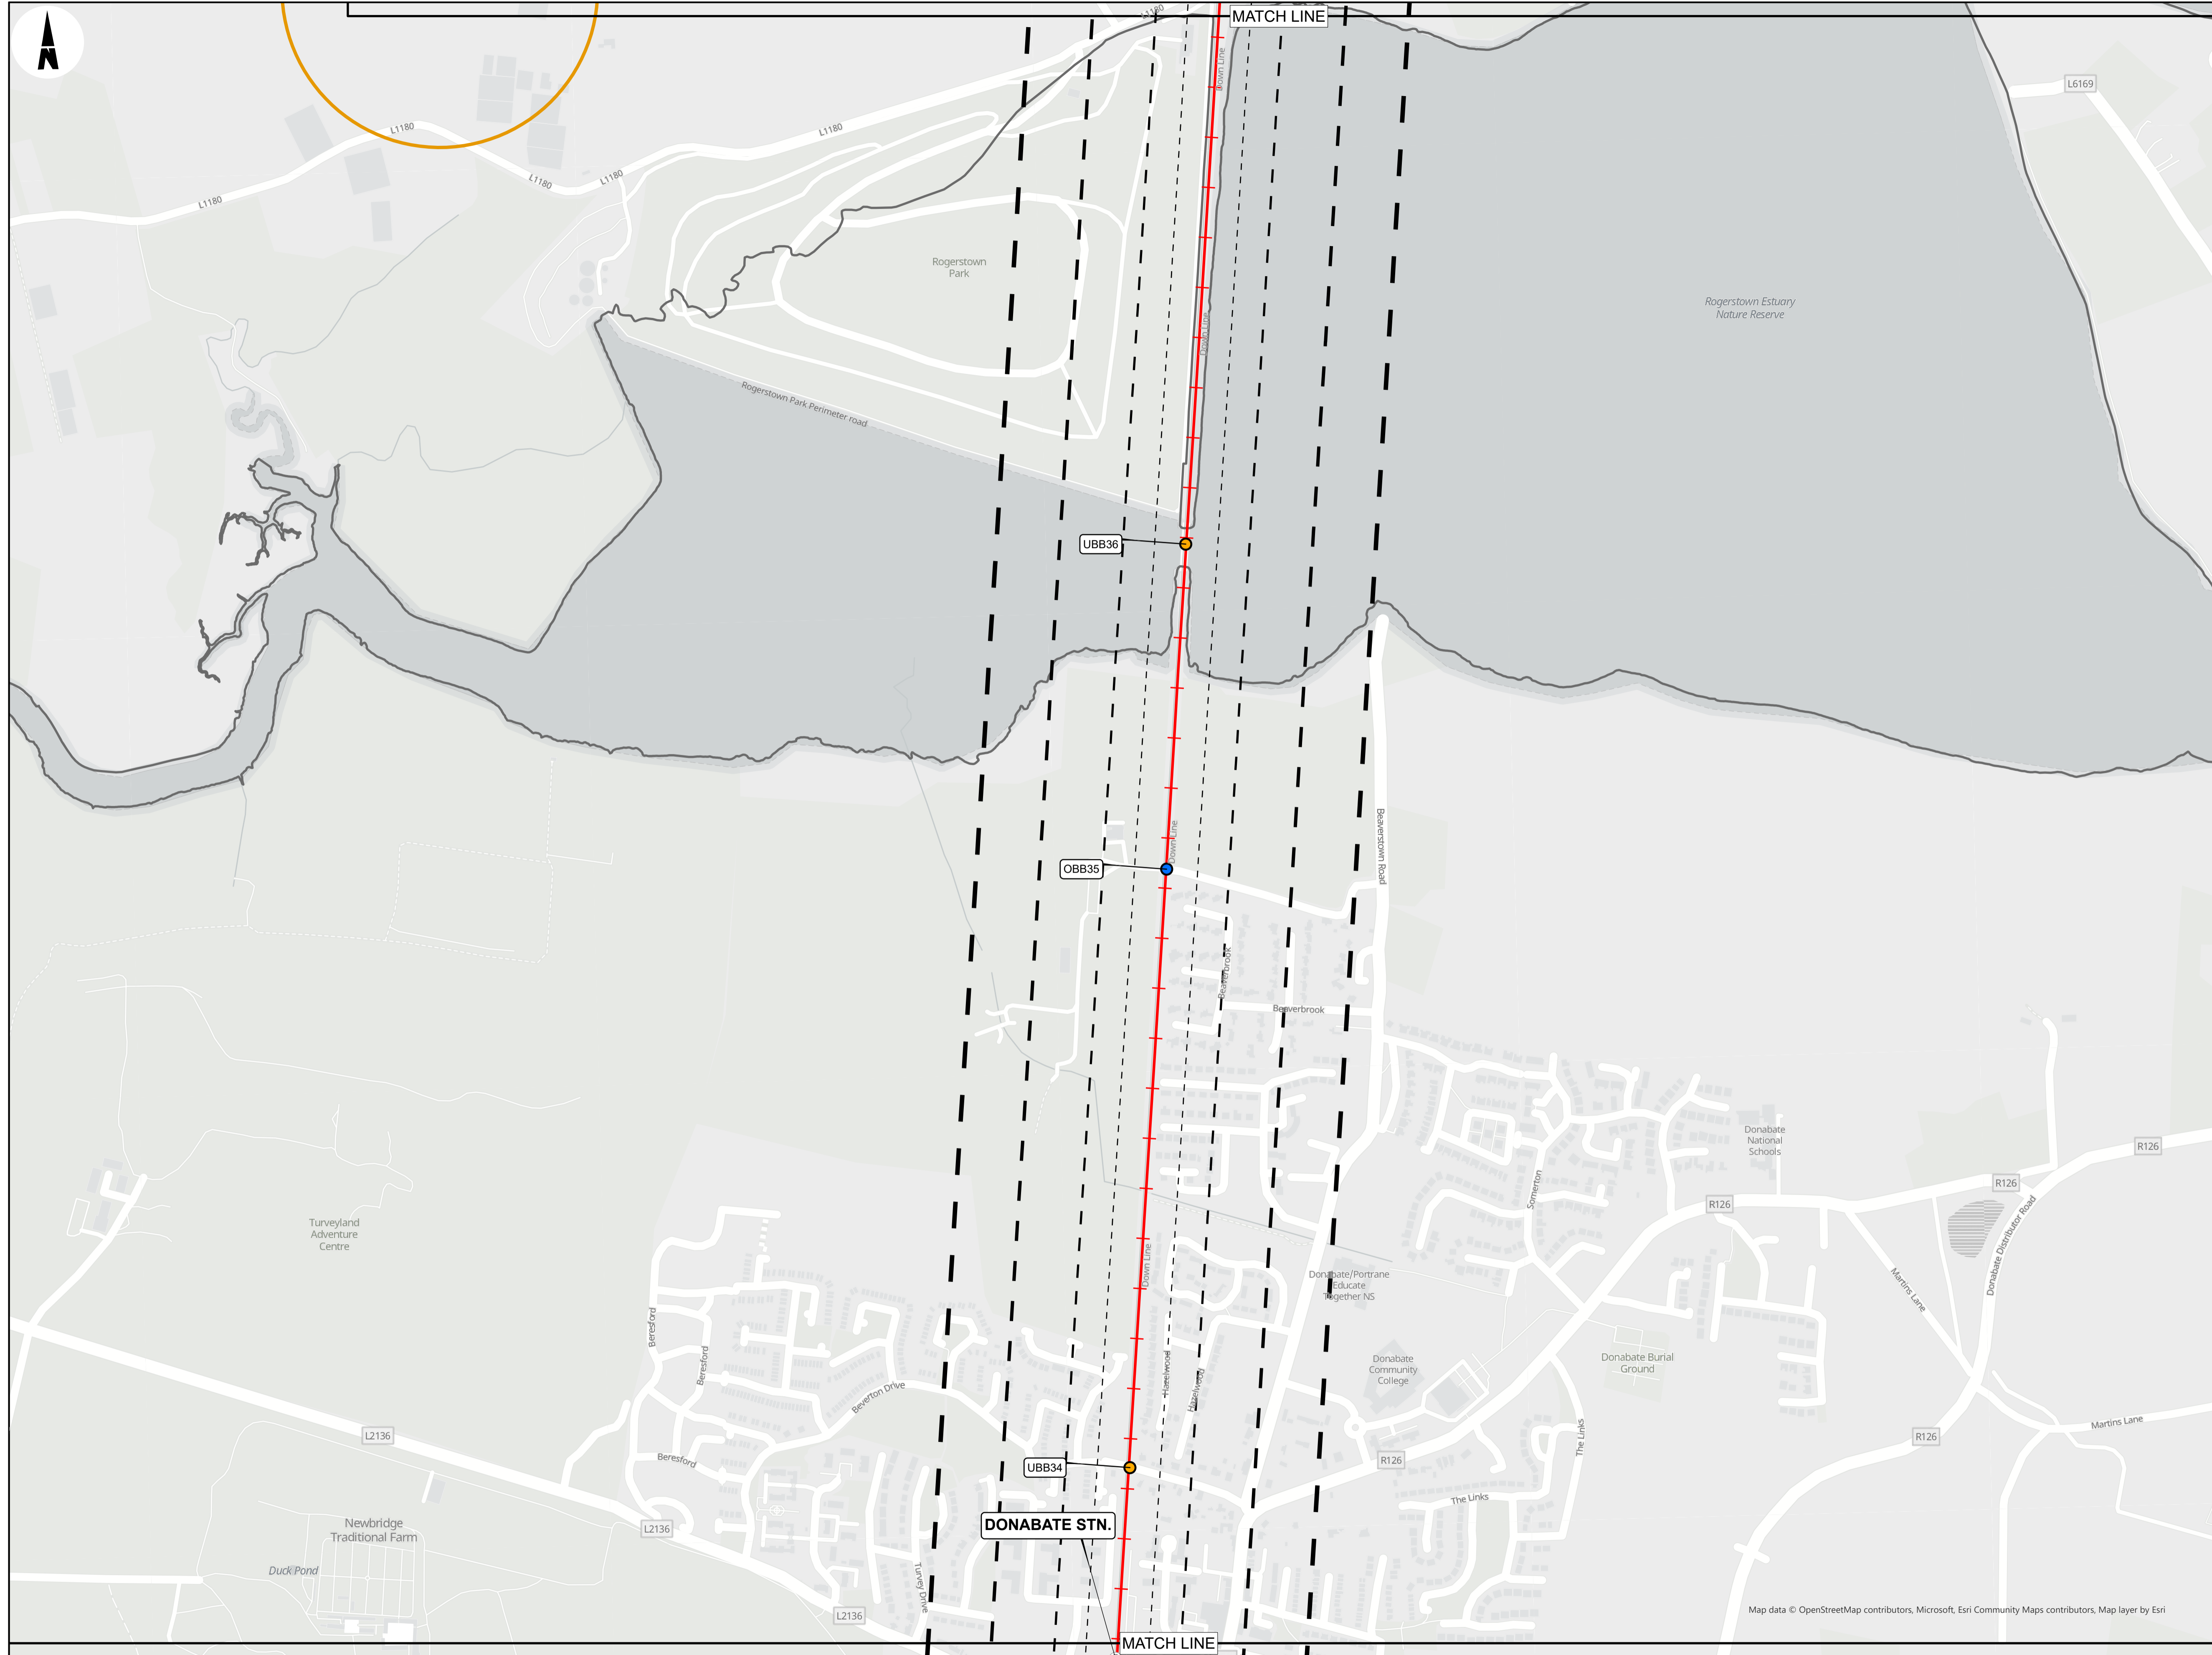 N
L1180
MATCH LINE
Down Line
L6169
L1180
L1180
L1180
L1180
L1180
Rogerstown
Park
Rogerstown Estuary
Nature Reserve
Down Line
Rogerstown Park Perimeter road
UBB36
Down Line
Beaverstown Road
OBB35
Beaverbrook
Beaverbrook
Donabate
National
Schools
R126
Somerton
R126
R126
Donabate Distributor Road
Turveyland
Adventure
Centre
Down Line
Donabate/Portrane
Educate
Together NS
Martins Lane
Beresford
Beresford
Hazelwood
Hazelwood
Donabate
Community
College
Donabate Burial
Ground
Beverton Drive
L2136
Martins Lane
R126
The Links
Beresford
R126
UBB34
The Links
Newbridge
Traditional Farm
L2136
DONABATE STN.
Duck Pond
Turvey Drive
L2136
Map data © OpenStreetMap contributors, Microsoft, Esri Community Maps contributors, Map layer by Esri
MATCH LINE